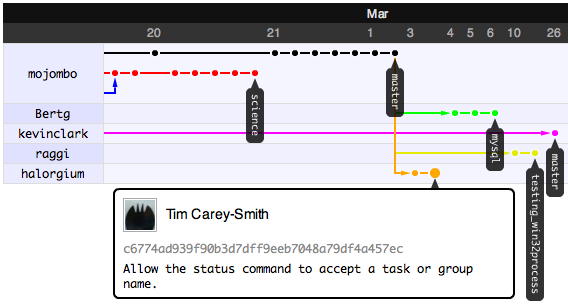 Mar
20 21 28 1 3 4 5 6 10 26
mojombo
master
science
Bertg
mysql
kevinclark
master
raggi
testing_win32process
halorgium
Tim Carey-Smith
c6774ad939f90b3d7dff9eeb7048a79df4a457ec
Allow the status command to accept a task or group
name.